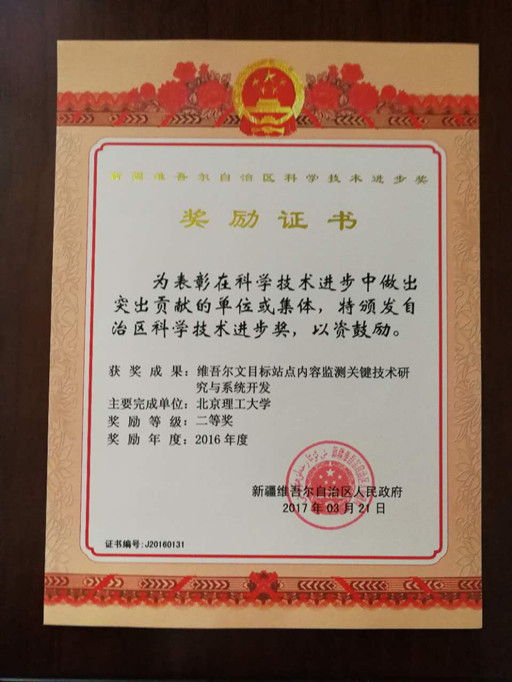 新疆维吾尔自治区科学技术进步奖
奖励证书
为表彰在科学技术进步中做出
突出贡献的单位或集体，特颁发自
治区科学技术进步奖，以资鼓励。
获奖成果：维吾尔文目标站点内容监测关键技术研
究与系统开发
主要完成单位：北京理工大学
奖励等级：二等奖
奖励年度：2016年度
新疆维吾尔自治区人民政府
2017年03月21日
证书编号:J20160131